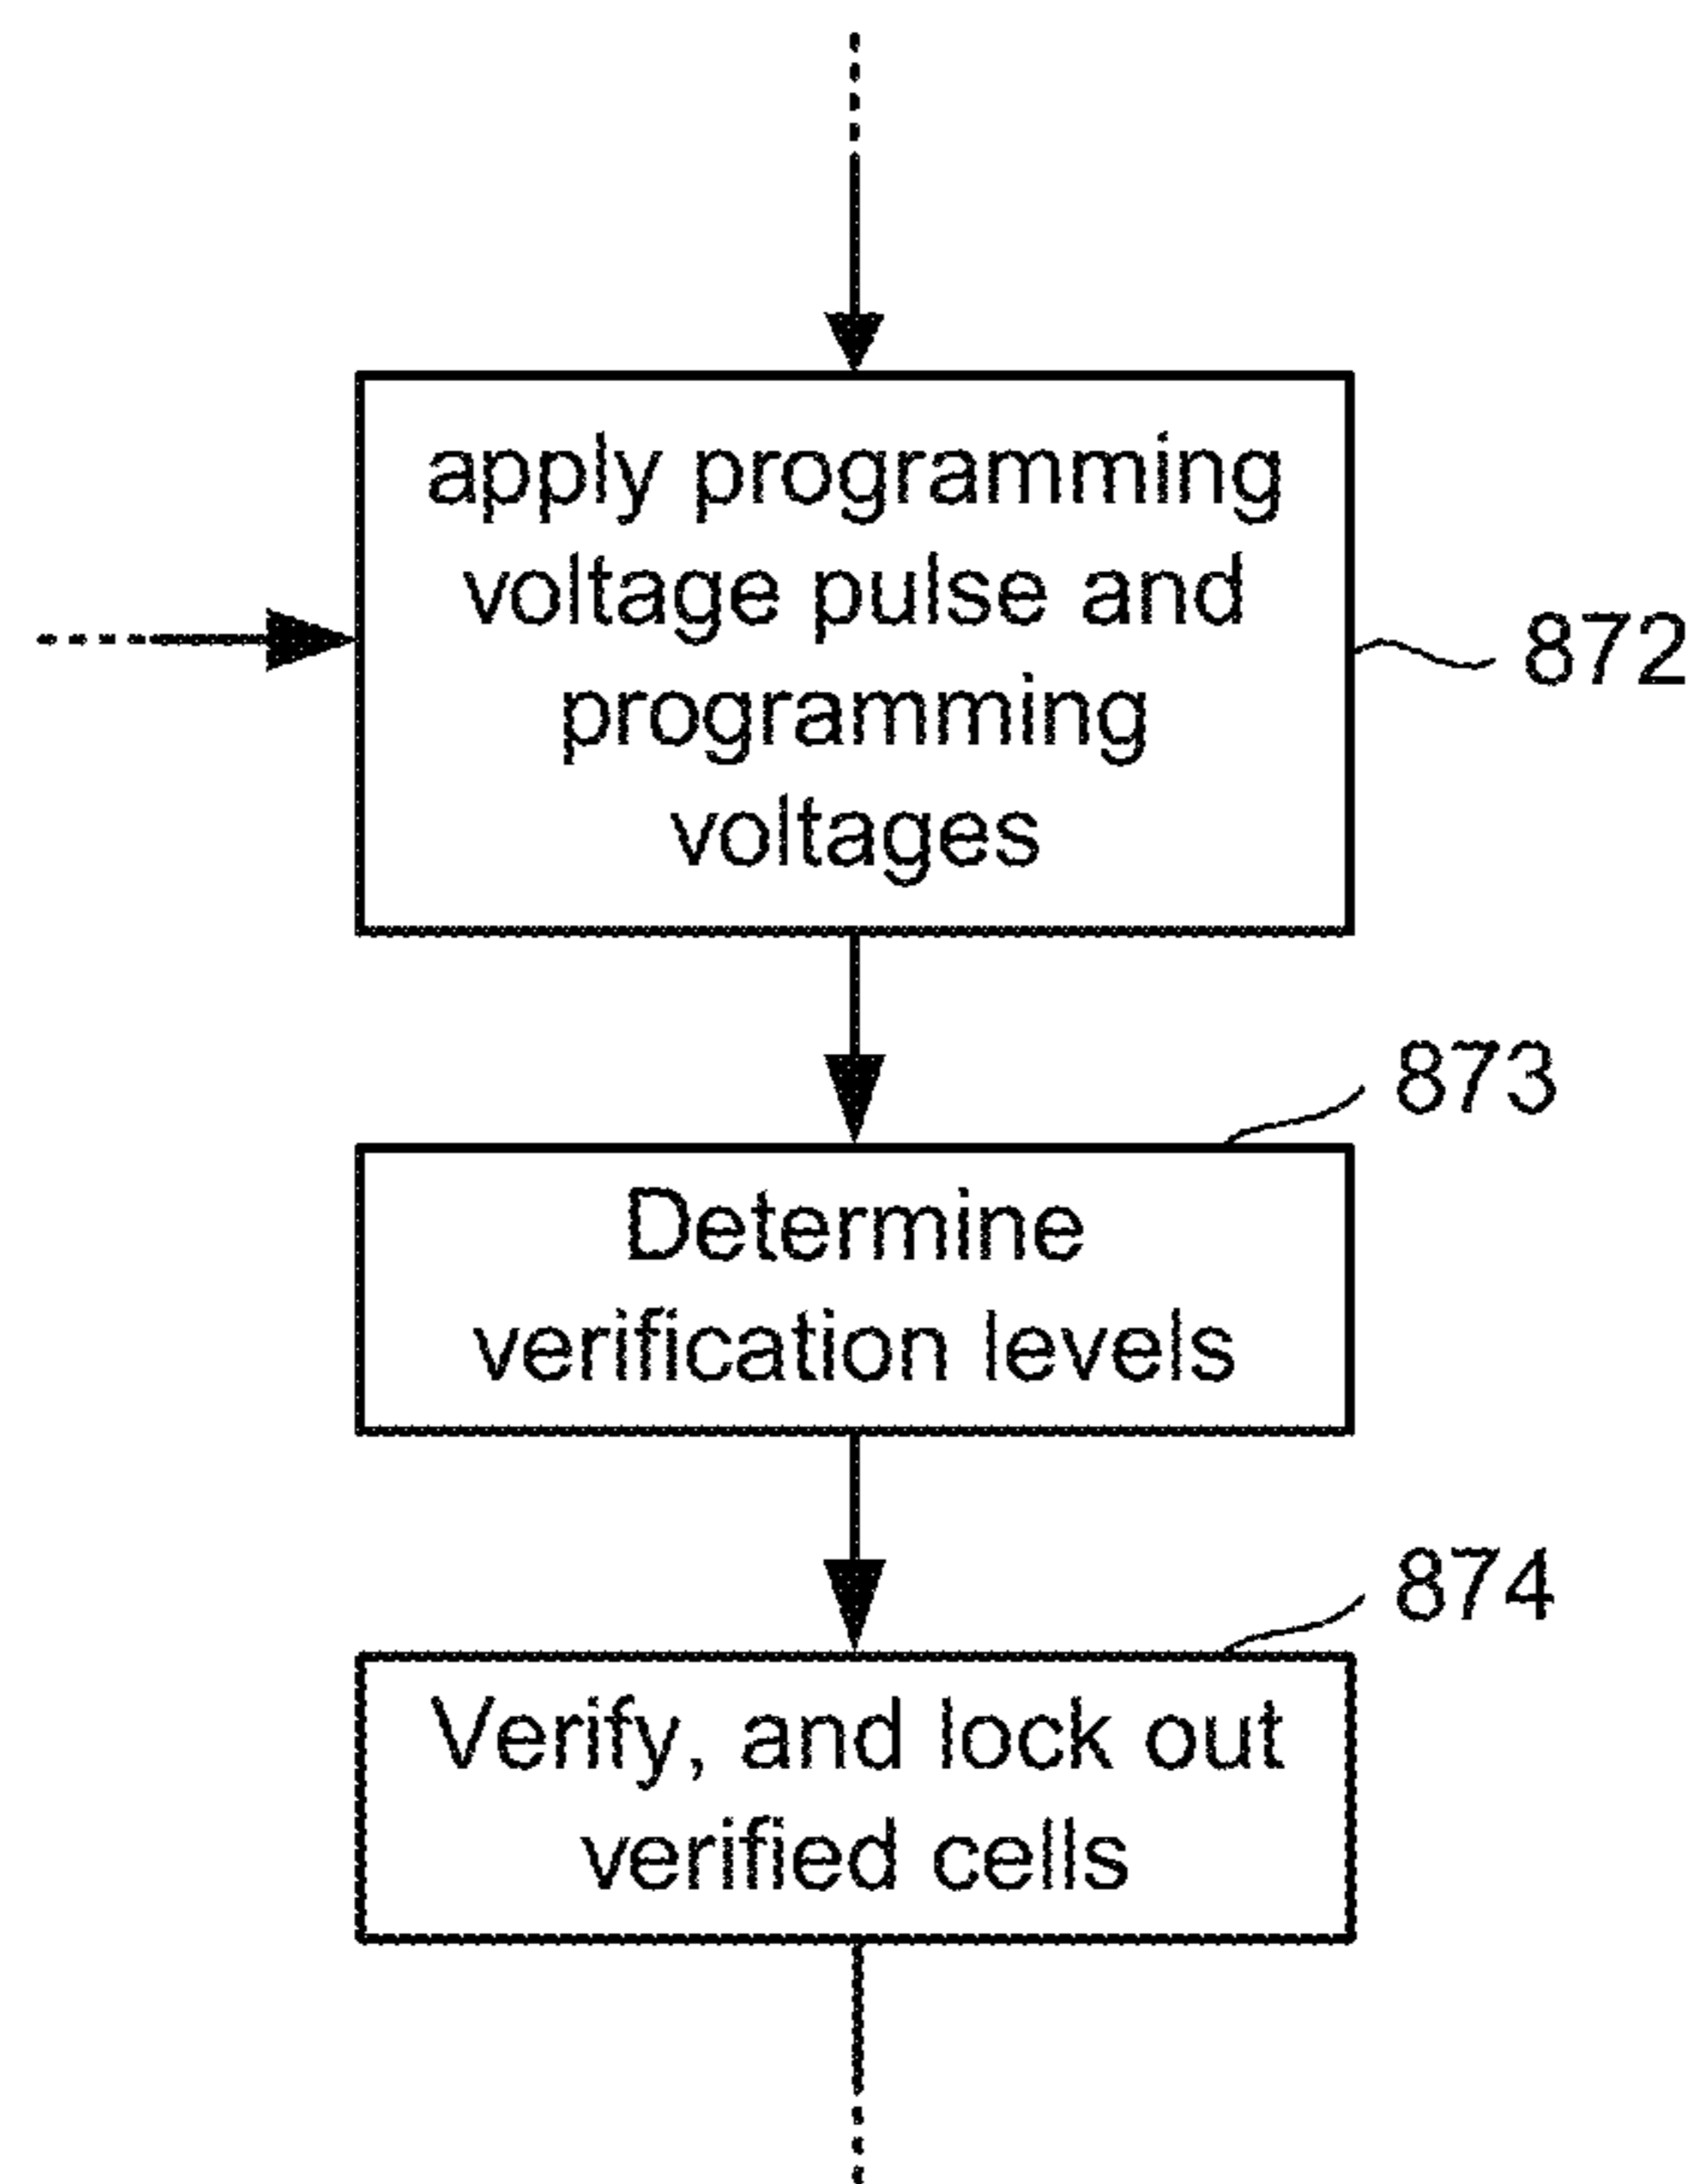 apply programming
voltage pulse and
programming
voltages
872
873
Determine
verification levels
874
Verify, and lock out
verified cells